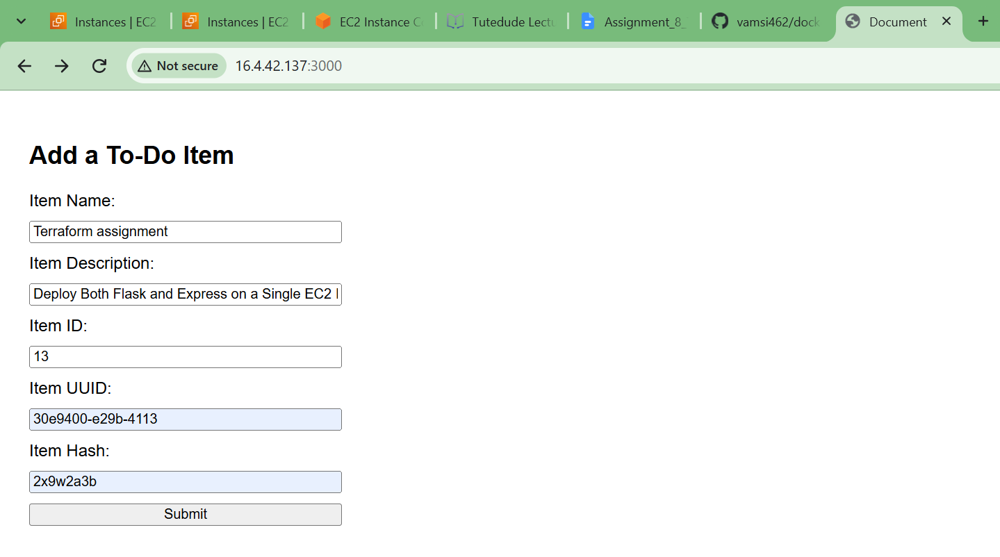 Instances | EC2
Instances | EC2
EC2 Instance Co
Tutedude Lectu
Assignment_8_
vamsi462/dock
Document
Not secure
16.4.42.137:3000
Add a To-Do Item
Item Name:
Terraform assignment
Item Description:
Deploy Both Flask and Express on a Single EC2
Item ID:
13
Item UUID:
30e9400-e29b-4113
Item Hash:
2x9w2a3b
Submit